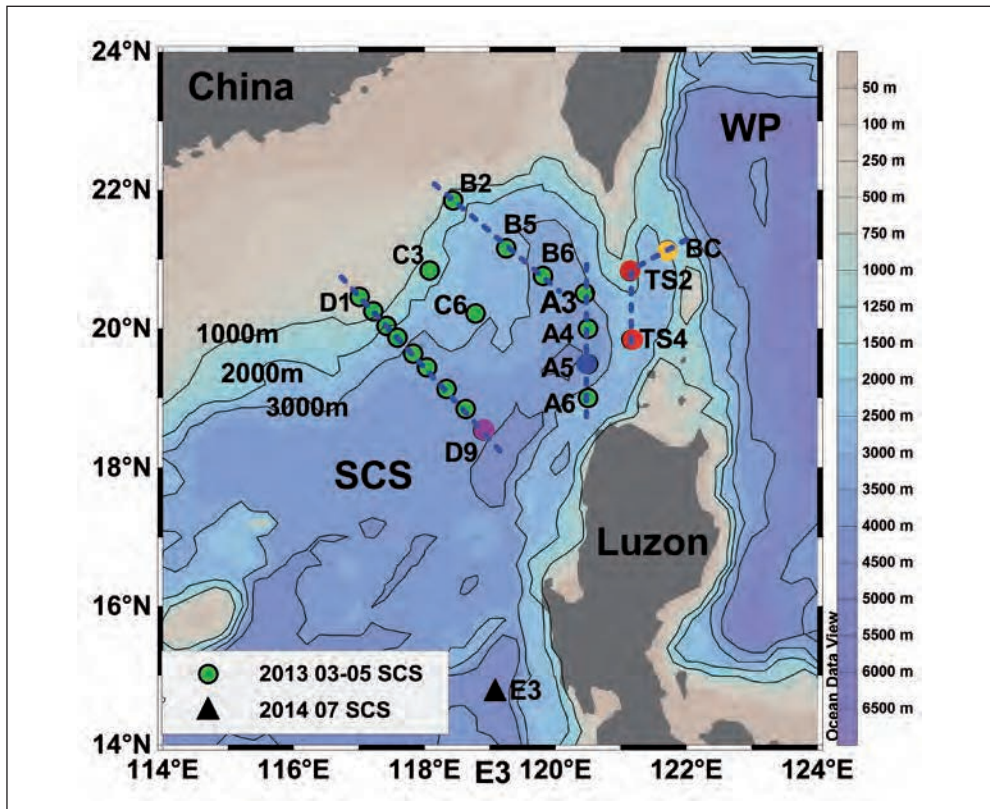 24°N
22°N
20°N
18°N
16°N
14°N
China
WP
B2
B5
B6
BC
C3
TS2
D1
C6
A3
A4
TS4
1000m
A5
2000m
A6
3000m
D9
SCS
Luzon
2013 03-05 SCS
2014 07 SCS
E3
114°E
116°E
118°E
E3
120°E
122°E
124°E
50 m
100 m
250 m
500 m
750 m
1000 m
1250 m
1500 m
2000 m
2500 m
3000 m
3500 m
4000 m
4500 m
5000 m
5500 m
6000 m
6500 m
Ocean Data View